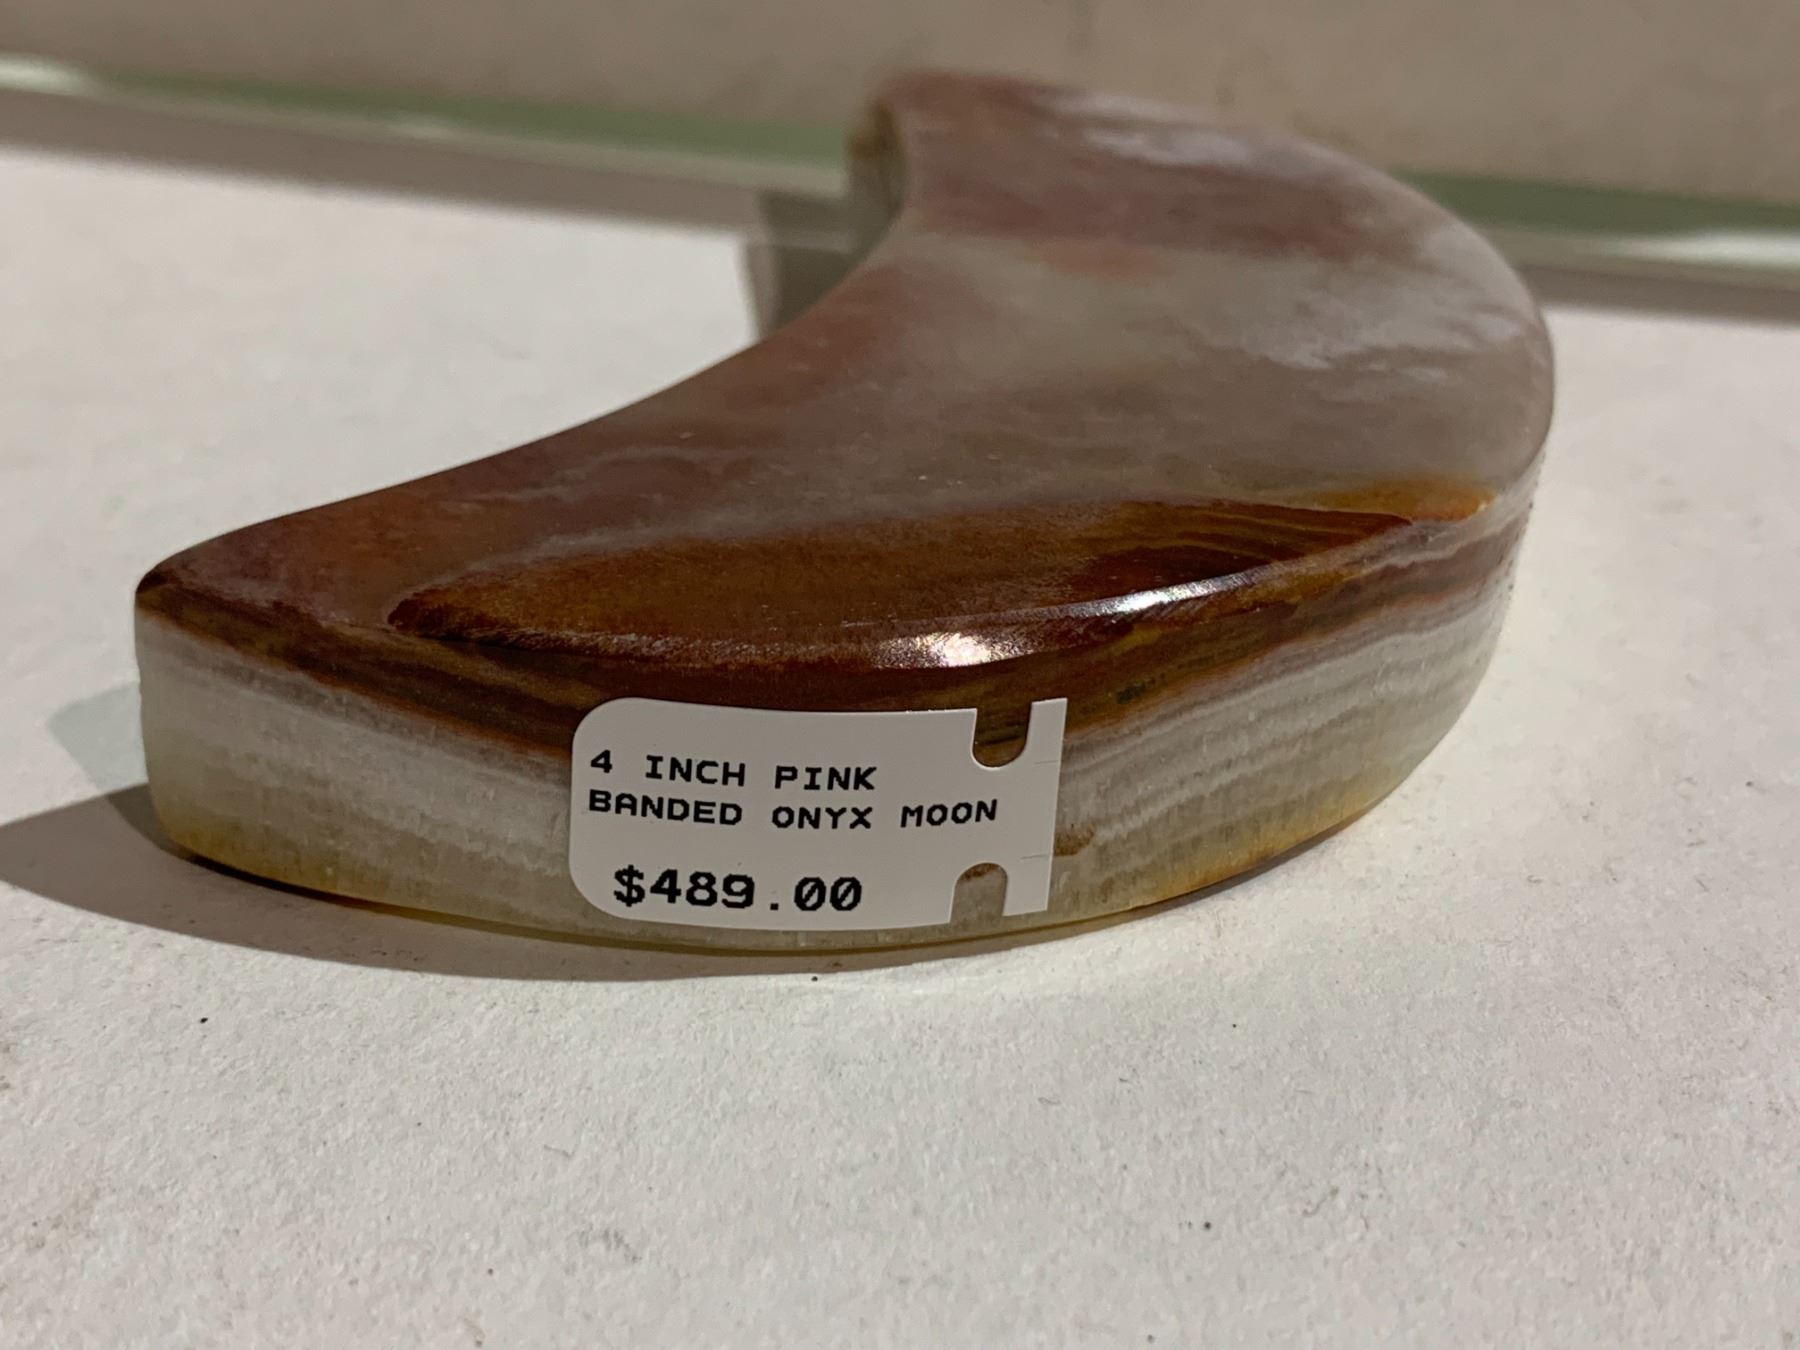 4 INCH PINK
BANDED ONYX MOON
$489.00